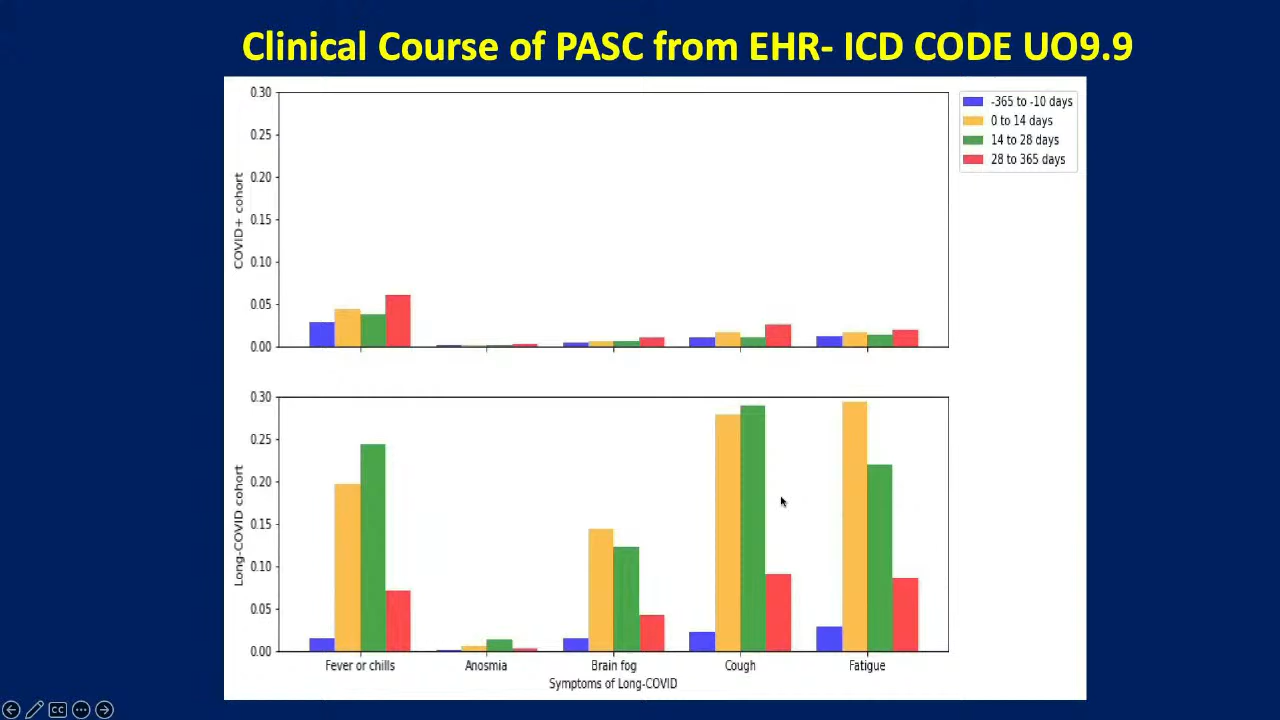 Clinical Course of PASC from EHR- ICD CODE UO9.9
-365 to -10 days
0 to 14 days
14 to 28 days
28 to 365 days
COVID+ cohort
0.30
0.25
0.20
0.15
0.10
0.05
0.00
Long-COVID cohort
0.30
0.25
0.20
0.15
0.10
0.05
0.00
Fever or chills Anosmia Brain fog Cough Fatigue
Symptoms of Long-COVID
CC